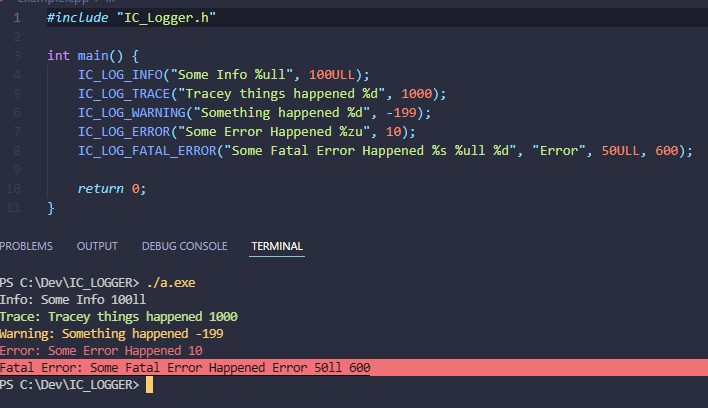 example.cpp > ...
1 #include "IC_Logger.h"
2
3 int main() {
4 IC_LOG_INFO("Some Info %ull", 100ULL);
5 IC_LOG_TRACE("Tracey things happened %d", 1000);
6 IC_LOG_WARNING("Something happened %d", -199);
7 IC_LOG_ERROR("Some Error Happened %zu", 10);
8 IC_LOG_FATAL_ERROR("Some Fatal Error Happened %s %ull %d", "Error", 50ULL, 600);
9
10 return 0;
11 }
PROBLEMS OUTPUT DEBUG CONSOLE TERMINAL
PS C:\Dev\IC_LOGGER> ./a.exe
Info: Some Info 100ll
Trace: Tracey things happened 1000
Warning: Something happened -199
Error: Some Error Happened 10
Fatal Error: Some Fatal Error Happened Error 50ll 600
PS C:\Dev\IC_LOGGER>